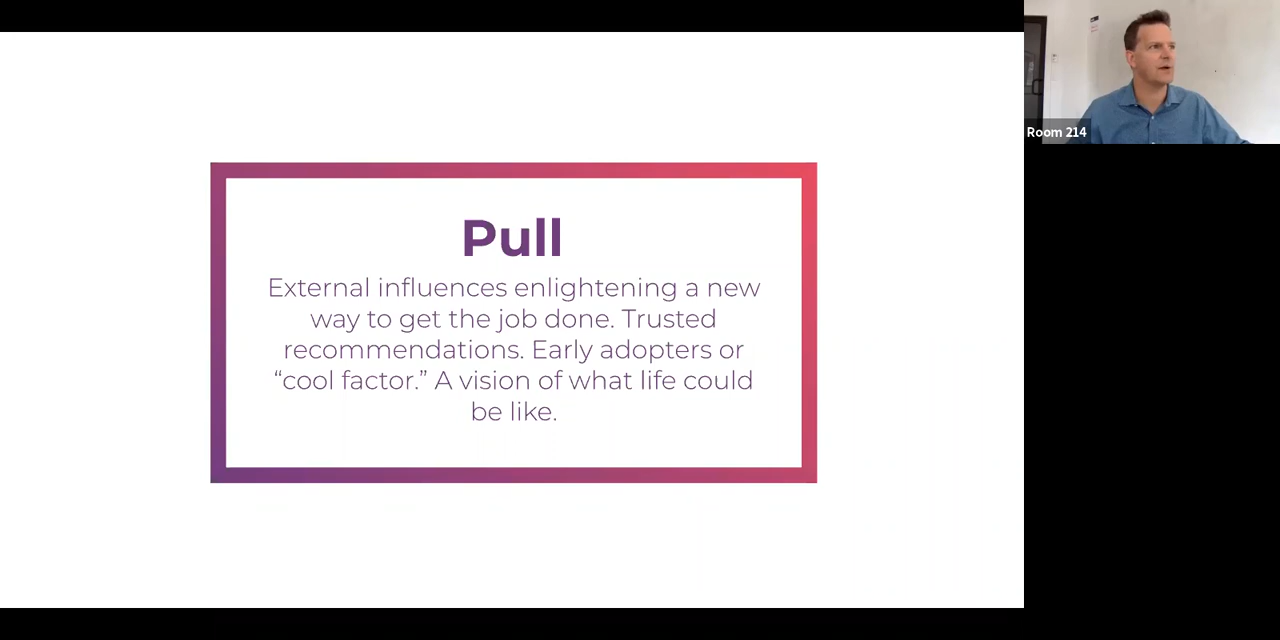 Pull
External influences enlightening a new
way to get the job done. Trusted
recommendations. Early adopters or
“cool factor.” A vision of what life could
be like.
Room 214